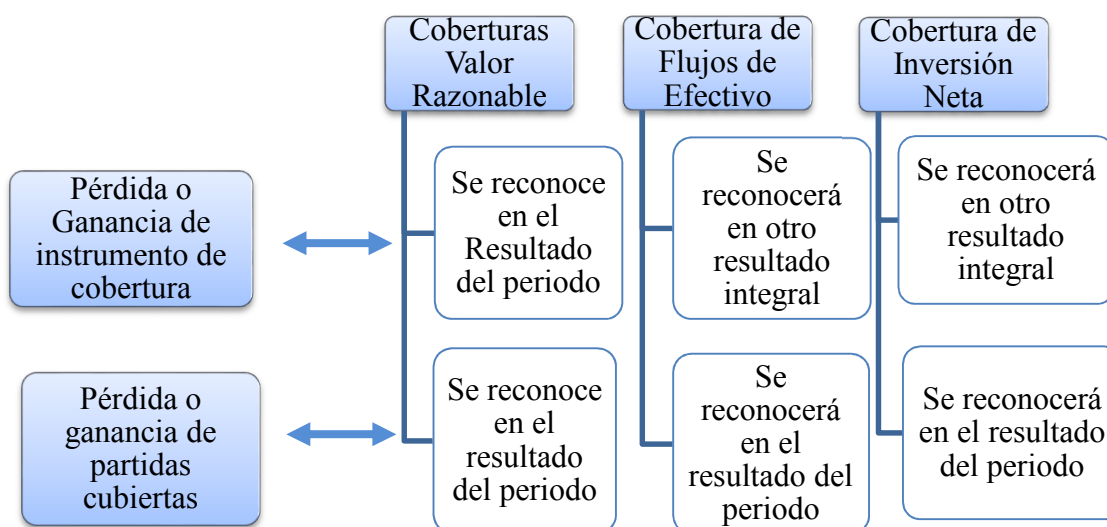 Coberturas
Valor
Razonable
Cobertura de
Flujos de
Efectivo
Cobertura de
Inversión
Neta
Pérdida o
Ganancia de
instrumento de
cobertura
Se reconoce
en el
Resultado
del periodo
Se
reconocerá
en otro
resultado
integral
Se reconocerá
en otro
resultado
integral
Pérdida o
ganancia de
partidas
cubiertas
Se reconoce
en el
resultado
del periodo
Se
reconocerá
en el
resultado del
periodo
Se reconocerá
en el resultado
del periodo